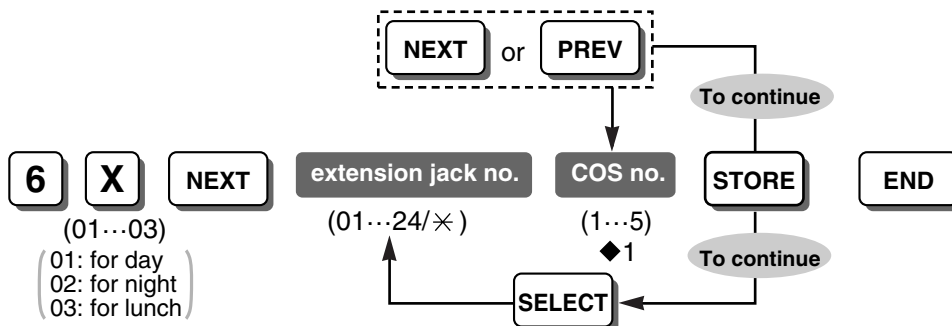 NEXT or PREV
To continue
6 X NEXT extension jack no. COS no. STORE END
(01···03) (01···24/✳) (1···5)
01: for day
02: for night
03: for lunch
◆1
To continue
SELECT